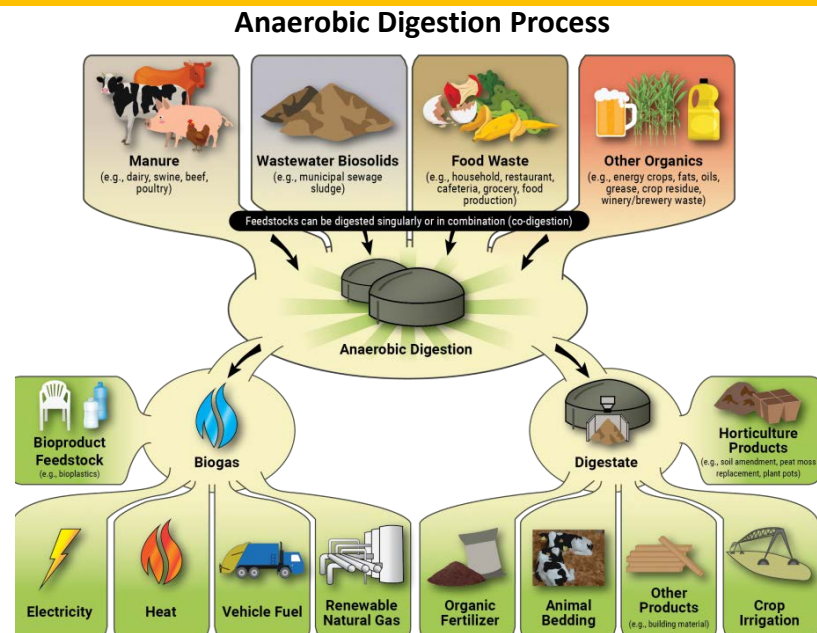 Anaerobic Digestion Process
Manure
(e.g., dairy, swine, beef,
poultry)
Wastewater Biosolids
(e.g., municipal sewage
sludge)
Food Waste
(e.g., household, restaurant,
cafeteria, grocery, food
production)
Other Organics
(e.g., energy crops, fats, oils,
grease, crop residue,
winery/brewery waste)
Feedstocks can be digested singularly or in combination (co-digestion)
Anaerobic Digestion
Bioproduct
Feedstock
(e.g., bioplastics)
Biogas
Digestate
Horticulture
Products
(e.g., soil amendment, peat moss
replacement, plant pots)
Electricity
Heat
Vehicle Fuel
Renewable
Natural Gas
Organic
Fertilizer
Animal
Bedding
Other
Products
(e.g., building material)
Crop
Irrigation